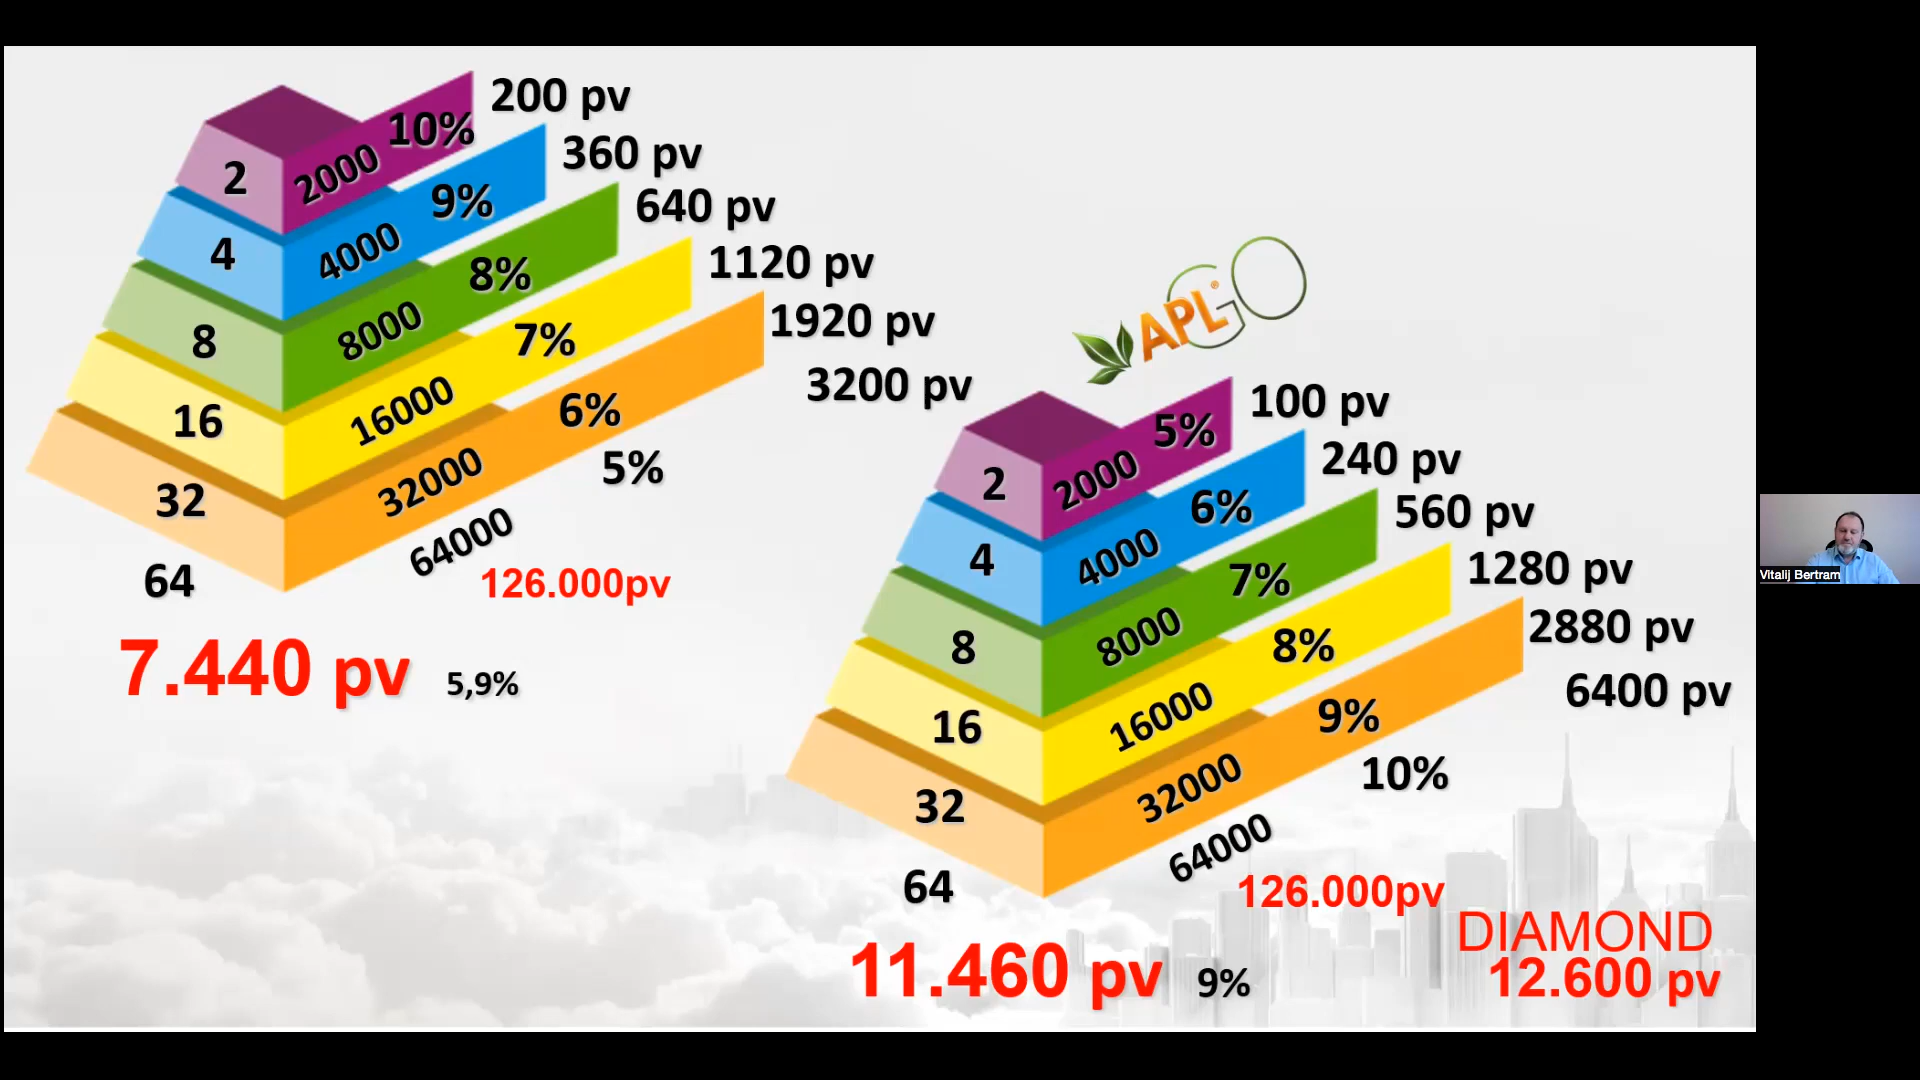 2 2000 10% 200 pv
4 4000 9% 360 pv
8 8000 8% 640 pv
16 16000 7% 1120 pv
32 32000 6% 1920 pv
64 64000 5% 3200 pv
126.000pv
7.440 pv 5,9%
APLGO®
2 2000 5% 100 pv
4 4000 6% 240 pv
8 8000 7% 560 pv
16 16000 8% 1280 pv
32 32000 9% 2880 pv
64 64000 10% 6400 pv
126.000pv
11.460 pv 9%
DIAMOND
12.600 pv
Vitalij Bertram